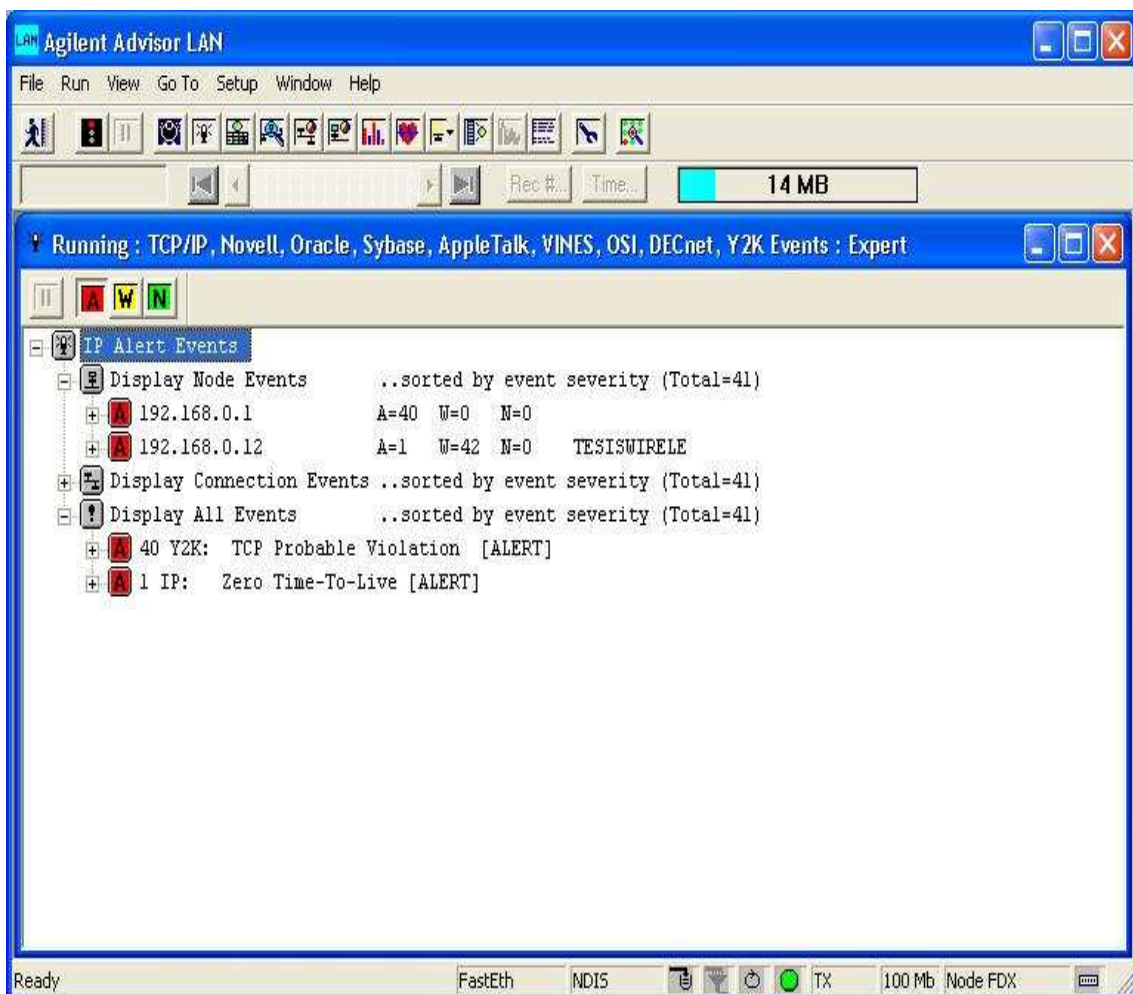 LAN Agilent Advisor LAN
File Run View Go To Setup Window Help
Rec #... Time... 14 MB
Running : TCP/IP, Novell, Oracle, Sybase, AppleTalk, VINES, OSI, DECnet, Y2K Events : Expert
A W N
IP Alert Events
Display Node Events ..sorted by event severity (Total=41)
A 192.168.0.1 A=40 W=0 N=0
A 192.168.0.12 A=1 W=42 N=0 TESISWIRELE
Display Connection Events ..sorted by event severity (Total=41)
Display All Events ..sorted by event severity (Total=41)
A 40 Y2K: TCP Probable Violation [ALERT]
A 1 IP: Zero Time-To-Live [ALERT]
Ready FastEth NDIS TX 100 Mb Node FDX